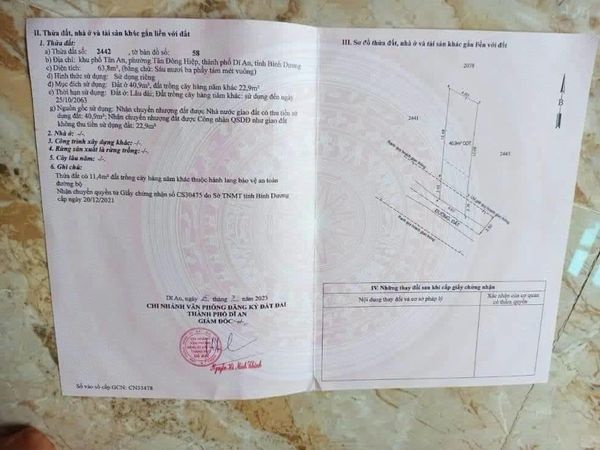 II. Thửa đất, nhà ở và tài sản khác gắn liền với đất
1. Thửa đất:
a) Thửa đất số: 2442, tờ bản đồ số: 58
b) Địa chỉ: khu phố Tân An, phường Tân Đông Hiệp, thành phố Dĩ An, tỉnh Bình Dương
c) Diện tích: 63,8m², (bằng chữ: Sáu mươi ba phẩy tám mét vuông)
d) Hình thức sử dụng: Sử dụng riêng
đ) Mục đích sử dụng: Đất ở 40,9m², đất trồng cây hàng năm khác 22,9m²
e) Thời hạn sử dụng: Đất ở: Lâu dài; Đất trồng cây hàng năm khác: sử dụng đến ngày
25/10/2063
g) Nguồn gốc sử dụng: Nhận chuyển nhượng đất được Nhà nước giao đất có thu tiền sử
dụng đất: 40,9m²; Nhận chuyển nhượng đất được Công nhận QSDĐ như giao đất
không thu tiền sử dụng đất: 22,9m²
2. Nhà ở: -/-
3. Công trình xây dựng khác: -/-
4. Rừng sản xuất là rừng trồng: -/-
5. Cây lâu năm: -/-
6. Ghi chú:
Thửa đất có 11,4m² đất trồng cây hàng năm khác thuộc hành lang bảo vệ an toàn
đường bộ
Nhận chuyển quyền từ Giấy chứng nhận số CS30475 do Sở TNMT tỉnh Bình Dương
cấp ngày 20/12/2021
Dĩ An, ngày tháng năm 2023
CHI NHÁNH VĂN PHÒNG ĐĂNG KÝ ĐẤT ĐAI
THÀNH PHỐ DĨ AN
GIÁM ĐỐC
Nguyễn Minh Chánh
Số vào sổ cấp GCN: CN35478
III. Sơ đồ thửa đất, nhà ở và tài sản khác gắn liền với đất
2078
B
2441
40.9m² ODT
2443
ĐƯỜNG ĐẤT
IV. Những thay đổi sau khi cấp giấy chứng nhận
Nội dung thay đổi và cơ sở pháp lý
Xác nhận của cơ quan
có thẩm quyền